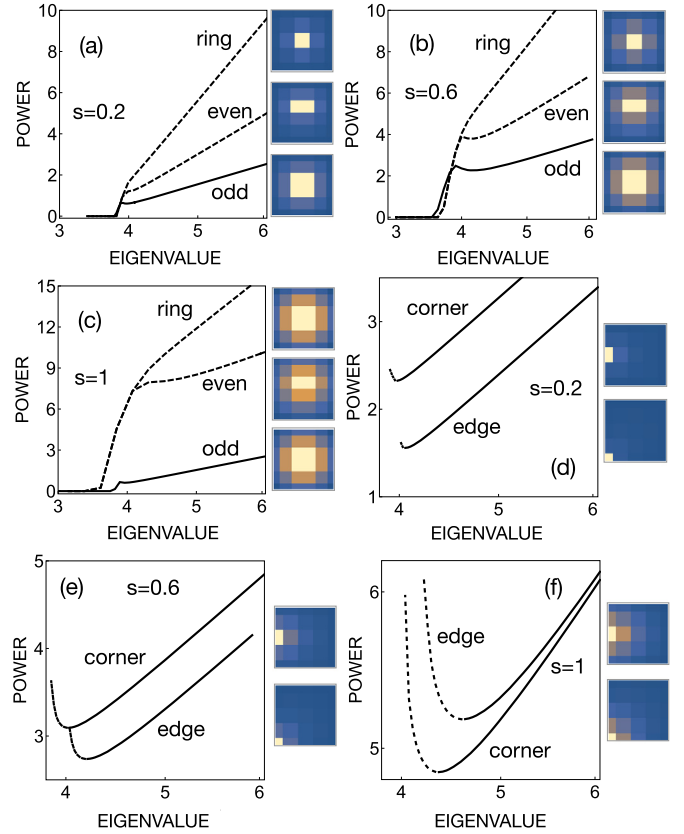 10
8
6
4
2
0
POWER
(a)
ring
s=0.2
even
odd
3
4
5
6
EIGENVALUE
10
8
6
4
2
0
POWER
(b)
ring
s=0.6
even
odd
3
4
5
6
EIGENVALUE
15
12
9
6
3
0
POWER
(c)
ring
s=1
even
odd
3
4
5
6
EIGENVALUE
3
2
1
POWER
corner
s=0.2
edge
(d)
4
5
6
EIGENVALUE
5
4
3
POWER
(e)
s=0.6
corner
edge
4
5
6
EIGENVALUE
6
5
POWER
(f)
edge
s=1
corner
4
5
6
EIGENVALUE